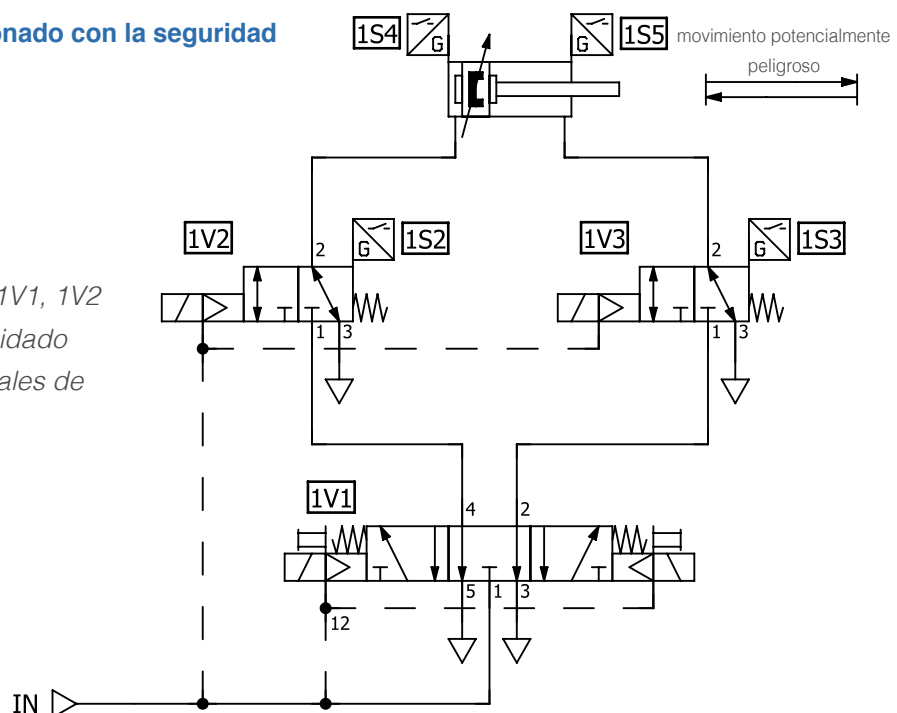 onado con la seguridad
1S4
G
G
1S5
movimiento potencialmente
peligroso
1V2
G
1S2
1V3
G
1S3
2
2
1V1, 1V2
idado
ales de
1
3
1
3
1V1
4
2
5
1
3
12
IN